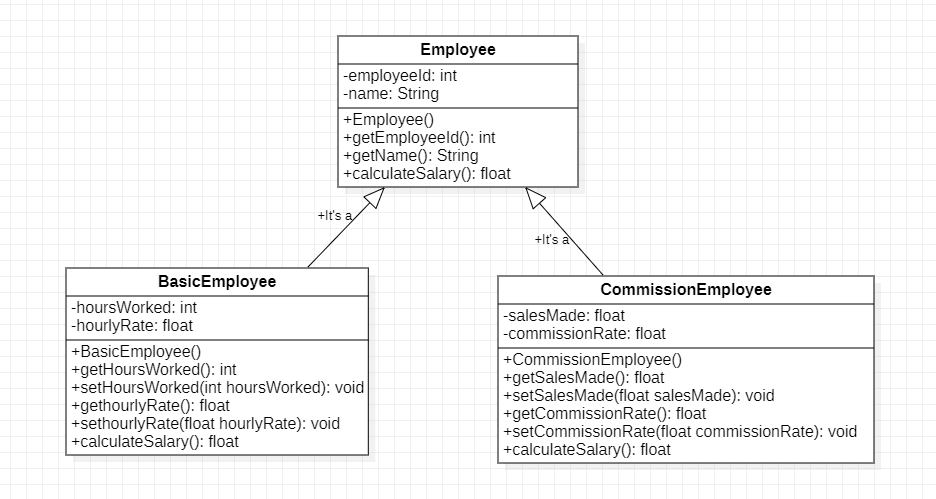 Employee
-employeeId: int
-name: String
+Employee()
+getEmployeeId(): int
+getName(): String
+calculateSalary(): float
+It's a
+It's a
BasicEmployee
-hoursWorked: int
-hourlyRate: float
+BasicEmployee()
+getHoursWorked(): int
+setHoursWorked(int hoursWorked): void
+gethourlyRate(): float
+sethourlyRate(float hourlyRate): void
+calculateSalary(): float
CommissionEmployee
-salesMade: float
-commissionRate: float
+CommissionEmployee()
+getSalesMade(): float
+setSalesMade(float salesMade): void
+getCommissionRate(): float
+setCommissionRate(float commissionRate): void
+calculateSalary(): float